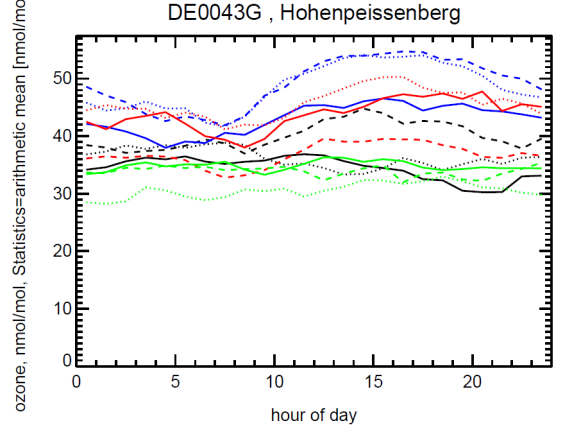 DE0043G , Hohenpeissenberg
ozone, nmol/mol, Statistics=arithmetic mean [nmol/mo
50
40
30
20
10
0
0 5 10 15 20
hour of day